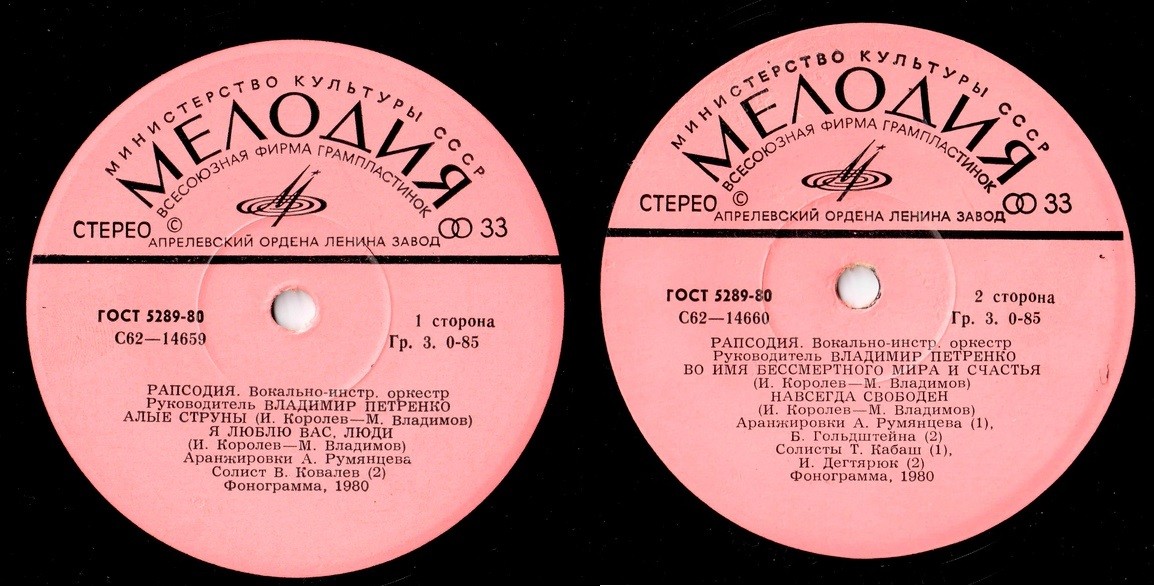 МИНИСТЕРСТВО КУЛЬТУРЫ СССР
МЕЛОДИЯ
ВСЕСОЮЗНАЯ ФИРМА ГРАМПЛАСТИНОК
СТЕРЕО © 33
АПРЕЛЕВСКИЙ ОРДЕНА ЛЕНИНА ЗАВОД
ГОСТ 5289-80
С62—14659
1 сторона
Гр. 3. 0-85
РАПСОДИЯ. Вокально-инстр. оркестр
Руководитель ВЛАДИМИР ПЕТРЕНКО
АЛЫЕ СТРУНЫ (И. Королев—М. Владимов)
Я ЛЮБЛЮ ВАС, ЛЮДИ
(И. Королев—М. Владимов)
Аранжировки А. Румянцева
Солист В. Ковалев (2)
Фонограмма, 1980
МИНИСТЕРСТВО КУЛЬТУРЫ СССР
МЕЛОДИЯ
ВСЕСОЮЗНАЯ ФИРМА ГРАМПЛАСТИНОК
СТЕРЕО © 33
АПРЕЛЕВСКИЙ ОРДЕНА ЛЕНИНА ЗАВОД
ГОСТ 5289-80
С62—14660
2 сторона
Гр. 3. 0-85
РАПСОДИЯ. Вокально-инстр. оркестр
Руководитель ВЛАДИМИР ПЕТРЕНКО
ВО ИМЯ БЕССМЕРТНОГО МИРА И СЧАСТЬЯ
(И. Королев—М. Владимов)
НАВСЕГДА СВОБОДЕН
(И. Королев—М. Владимов)
Аранжировки А. Румянцева (1),
Б. Гольдштейна (2)
Солисты Т. Кабаш (1),
И. Дегтярюк (2)
Фонограмма, 1980